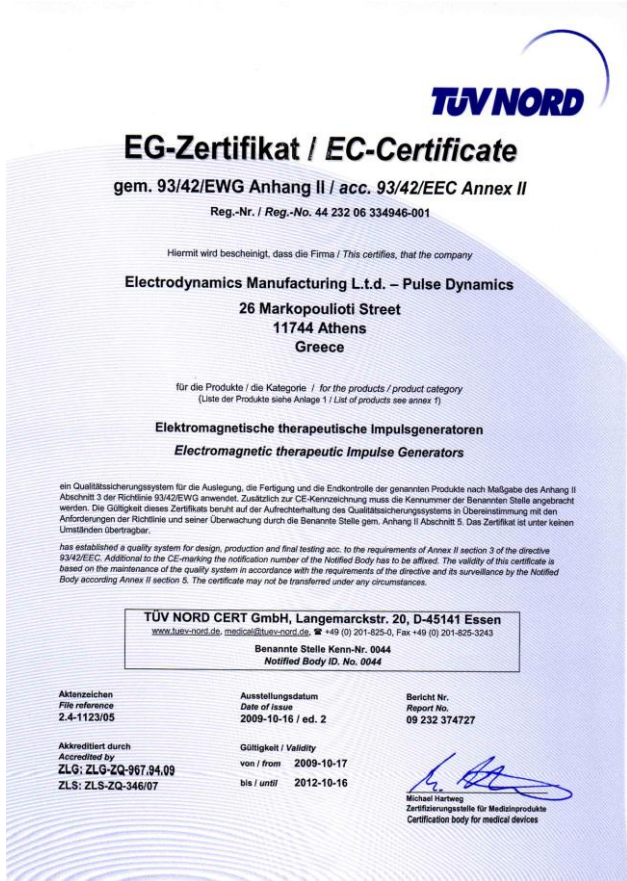 TÜV NORD
EG-Zertifikat / EC-Certificate
gem. 93/42/EWG Anhang II / acc. 93/42/EEC Annex II
Reg.-Nr. / Reg.-No. 44 232 06 334946-001
Hiermit wird bescheinigt, dass die Firma / This certifies, that the company
Electrodynamics Manufacturing L.t.d. – Pulse Dynamics
26 Markopoulioti Street
11744 Athens
Greece
für die Produkte / die Kategorie / for the products / product category
(Liste der Produkte siehe Anlage 1 / List of products see annex 1)
Elektromagnetische therapeutische Impulsgeneratoren
Electromagnetic therapeutic Impulse Generators
ein Qualitätssicherungssystem für die Auslegung, die Fertigung und die Endkontrolle der genannten Produkte nach Maßgabe des Anhang II
Abschnitt 3 der Richtlinie 93/42/EWG anwendet. Zusätzlich zur CE-Kennzeichnung muss die Kennummer der Benannten Stelle angebracht
werden. Die Gültigkeit dieses Zertifikats beruht auf der Aufrechterhaltung des Qualitätssicherungssystems in Übereinstimmung mit den
Anforderungen der Richtlinie und seiner Überwachung durch die Benannte Stelle gem. Anhang II Abschnitt 5. Das Zertifikat ist unter keinen
Umständen übertragbar.
has established a quality system for design, production and final testing acc. to the requirements of Annex II section 3 of the directive
93/42/EEC. Additional to the CE-marking the notification number of the Notified Body has to be affixed. The validity of this certificate is
based on the maintenance of the quality system in accordance with the requirements of the directive and its surveillance by the Notified
Body according Annex II section 5. The certificate may not be transferred under any circumstances.
TÜV NORD CERT GmbH, Langemarckstr. 20, D-45141 Essen
www.tuev-nord.de, medical@tuev-nord.de, ☎ +49 (0) 201-825-0, Fax +49 (0) 201-825-3243
Benannte Stelle Kenn-Nr. 0044
Notified Body ID. No. 0044
Aktenzeichen
File reference
2.4-1123/05
Ausstellungsdatum
Date of issue
2009-10-16 / ed. 2
Bericht Nr.
Report No.
09 232 374727
Akkreditiert durch
Accredited by
ZLG: ZLG-ZQ-967.94.09
ZLS: ZLS-ZQ-346/07
Gültigkeit / Validity
von / from 2009-10-17
bis / until 2012-10-16
Michael Hartweg
Zertifizierungsstelle für Medizinprodukte
Certification body for medical devices